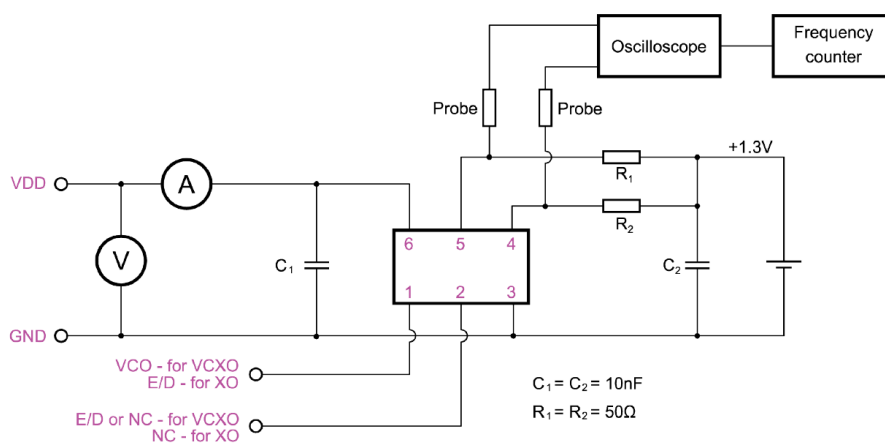 Oscilloscope
Frequency
counter
Probe
Probe
+1.3V
VDD
A
R₁
R₂
6
5
4
V
C₁
C₂
1
2
3
GND
VCO - for VCXO
E/D - for XO
C₁ = C₂ = 10nF
R₁ = R₂ = 50Ω
E/D or NC - for VCXO
NC - for XO